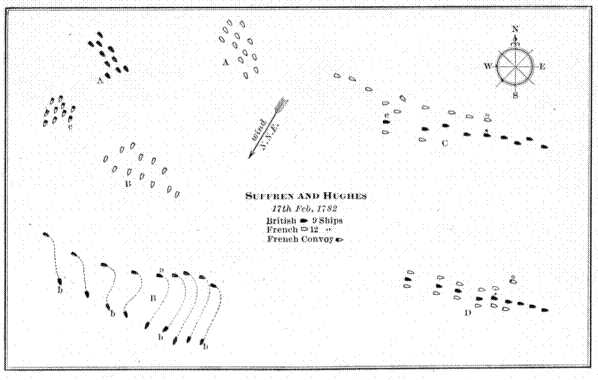 N
A
W E
S
A
A
c
wind
N.N.E.
B
C
SUFFREN AND HUGHES
17th Feb, 1782
British 9 Ships
French 12 "
French Convoy
a
B
b
b
b
b
D